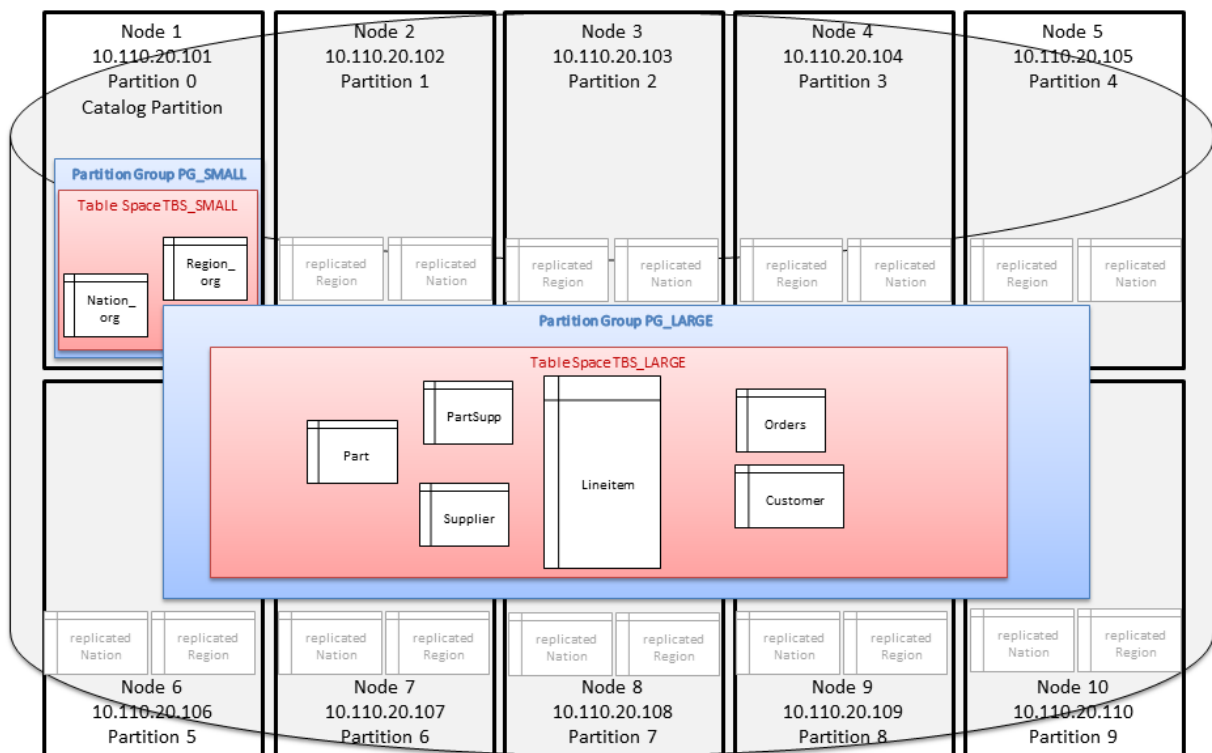 Node 1
10.110.20.101
Partition 0
Catalog Partition
Node 2
10.110.20.102
Partition 1
Node 3
10.110.20.103
Partition 2
Node 4
10.110.20.104
Partition 3
Node 5
10.110.20.105
Partition 4
Partition Group PG_SMALL
Table Space TBS_SMALL
Region_
org
Nation_
org
replicated
Region
replicated
Nation
replicated
Region
replicated
Nation
replicated
Region
replicated
Nation
replicated
Region
replicated
Nation
Partition Group PG_LARGE
Table Space TBS_LARGE
Part
PartSupp
Supplier
Lineitem
Orders
Customer
replicated
Nation
replicated
Region
replicated
Nation
replicated
Region
replicated
Nation
replicated
Region
replicated
Nation
replicated
Region
replicated
Nation
replicated
Region
Node 6
10.110.20.106
Partition 5
Node 7
10.110.20.107
Partition 6
Node 8
10.110.20.108
Partition 7
Node 9
10.110.20.109
Partition 8
Node 10
10.110.20.110
Partition 9